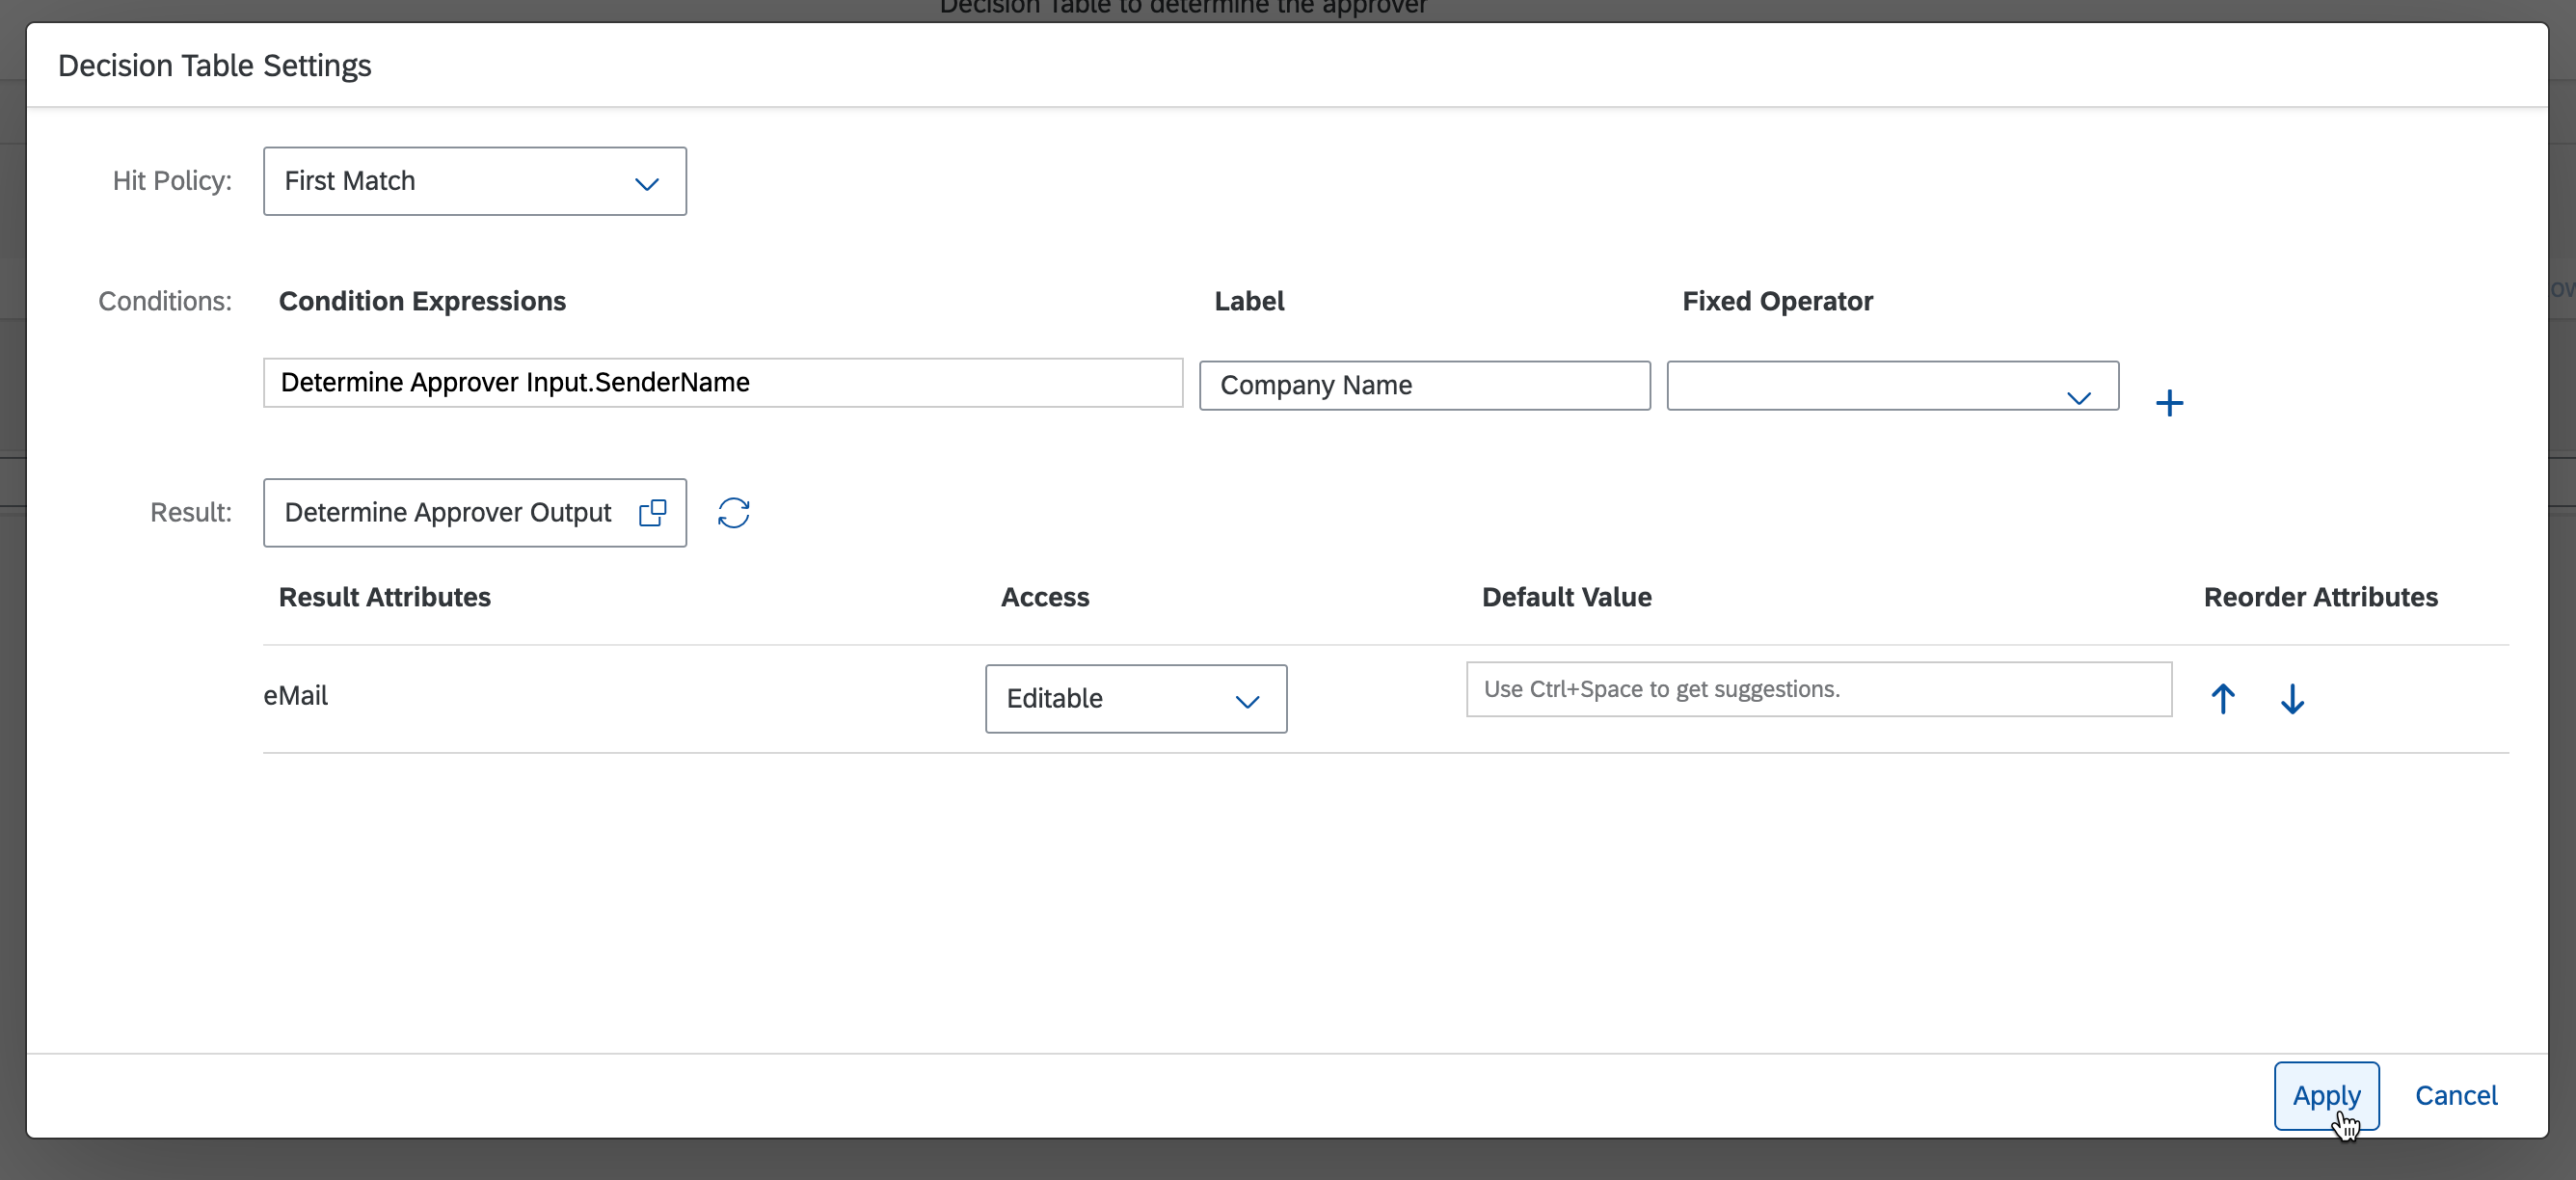 Decision Table to determine the approver
Decision Table Settings
Hit Policy: First Match
Conditions: Condition Expressions Label Fixed Operator
Determine Approver Input.SenderName Company Name
Result: Determine Approver Output
Result Attributes Access Default Value Reorder Attributes
eMail Editable Use Ctrl+Space to get suggestions.
Apply Cancel